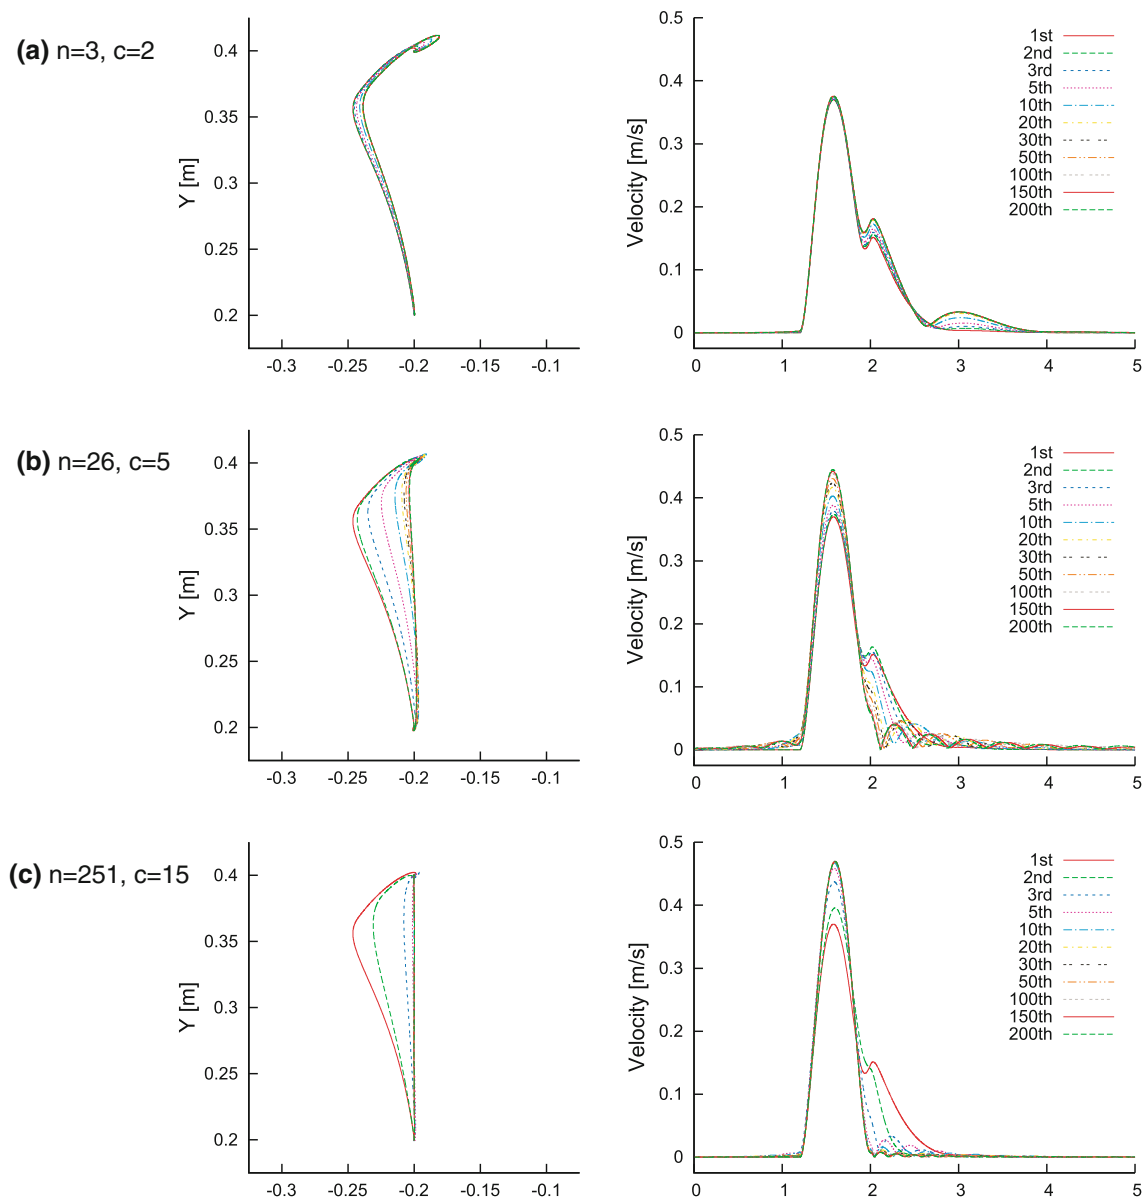 (a) n=3, c=2
Y [m]
0.4
0.35
0.3
0.25
0.2
-0.3 -0.25 -0.2 -0.15 -0.1
Velocity [m/s]
0.5
0.4
0.3
0.2
0.1
0
0 1 2 3 4 5
1st
2nd
3rd
5th
10th
20th
30th
50th
100th
150th
200th
(b) n=26, c=5
Y [m]
0.4
0.35
0.3
0.25
0.2
-0.3 -0.25 -0.2 -0.15 -0.1
Velocity [m/s]
0.5
0.4
0.3
0.2
0.1
0
0 1 2 3 4 5
1st
2nd
3rd
5th
10th
20th
30th
50th
100th
150th
200th
(c) n=251, c=15
Y [m]
0.4
0.35
0.3
0.25
0.2
-0.3 -0.25 -0.2 -0.15 -0.1
Velocity [m/s]
0.5
0.4
0.3
0.2
0.1
0
0 1 2 3 4 5
1st
2nd
3rd
5th
10th
20th
30th
50th
100th
150th
200th